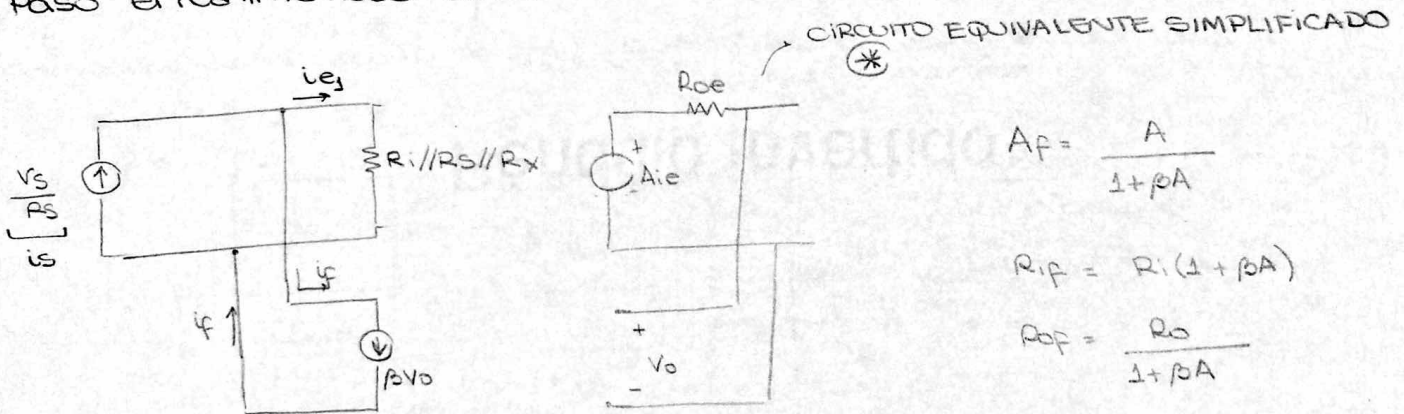 CIRCUITO EQUIVALENTE SIMPLIFICADO
*
ie,
Roe
Ri//Rs//Rx
Vs
Rs
is
+
Aie
-
if
if
βVo
+
Vo
-
Af = A
1+βA
Rif = Ri(1+βA)
Rof = Ro
1+βA